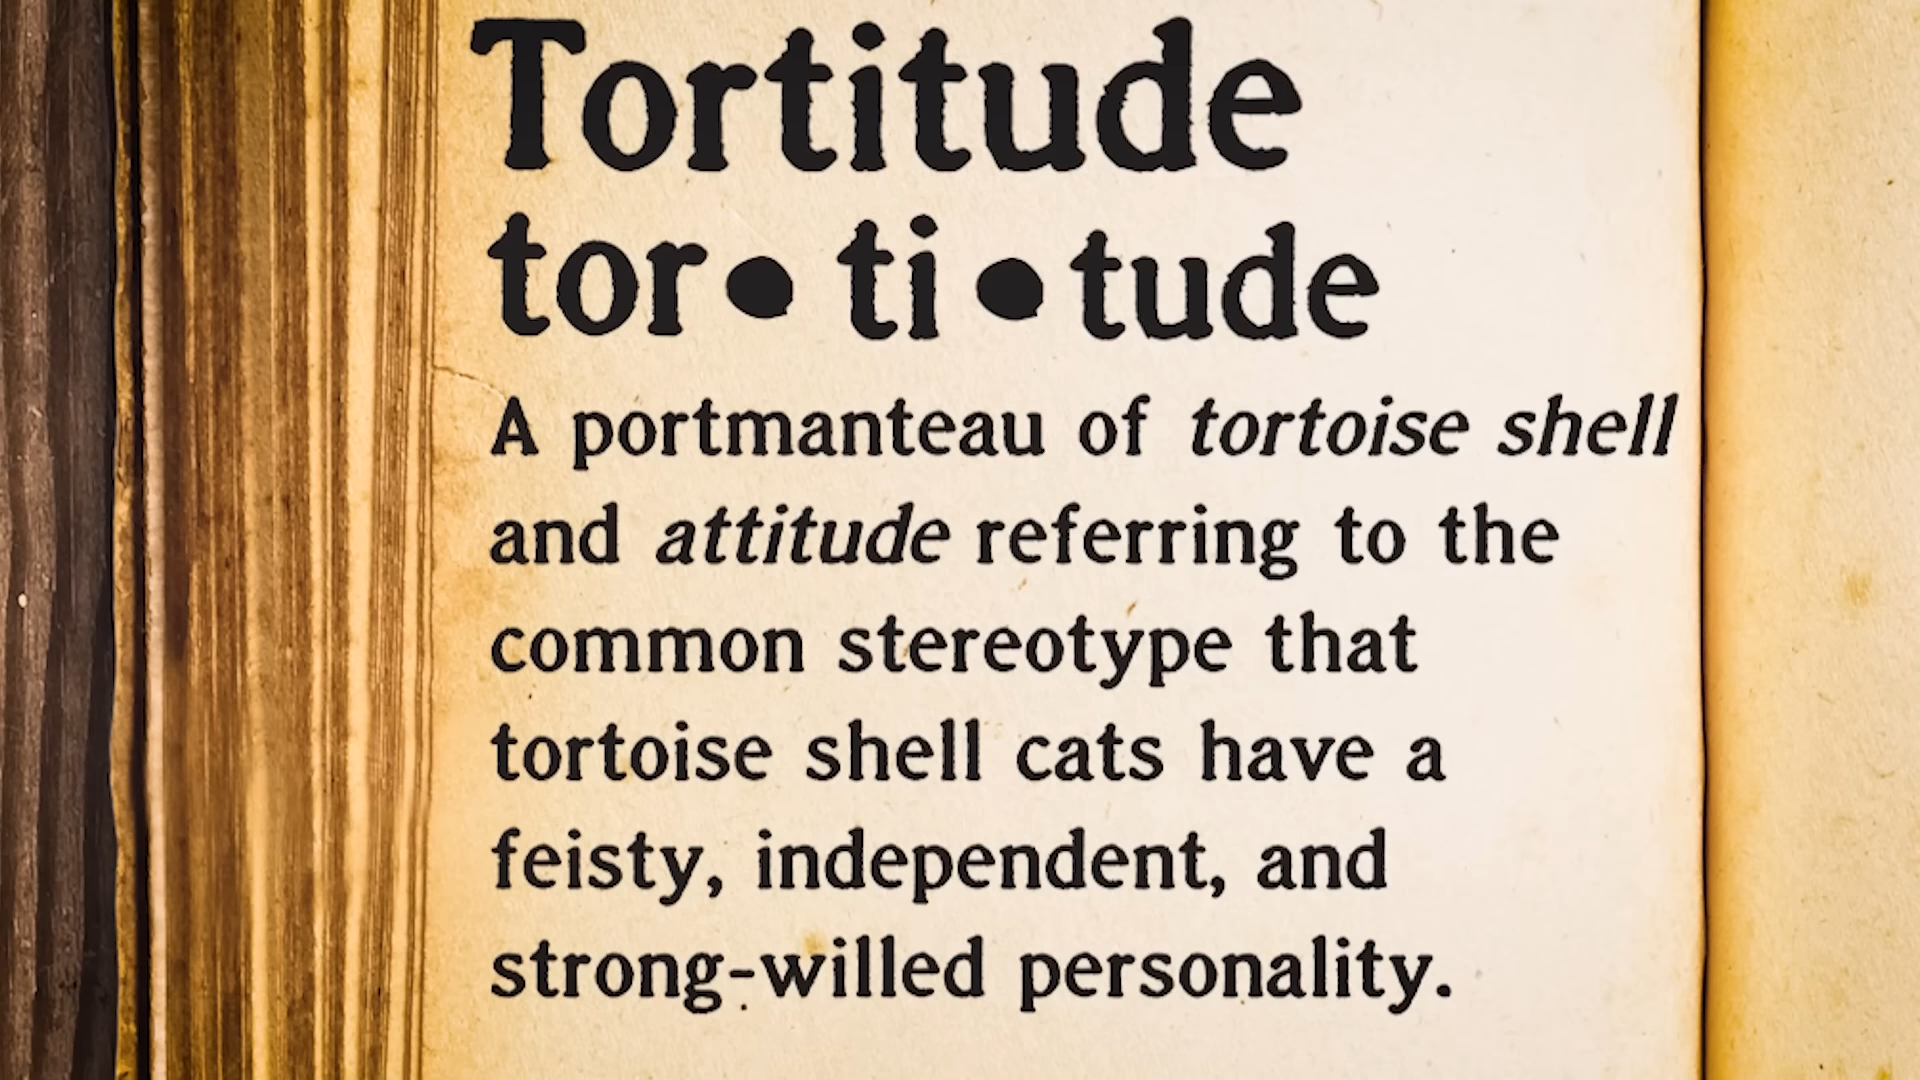 Tortitude
tor• ti •tude
A portmanteau of tortoise shell
and attitude referring to the
common stereotype that
tortoise shell cats have a
feisty, independent, and
strong-willed personality.